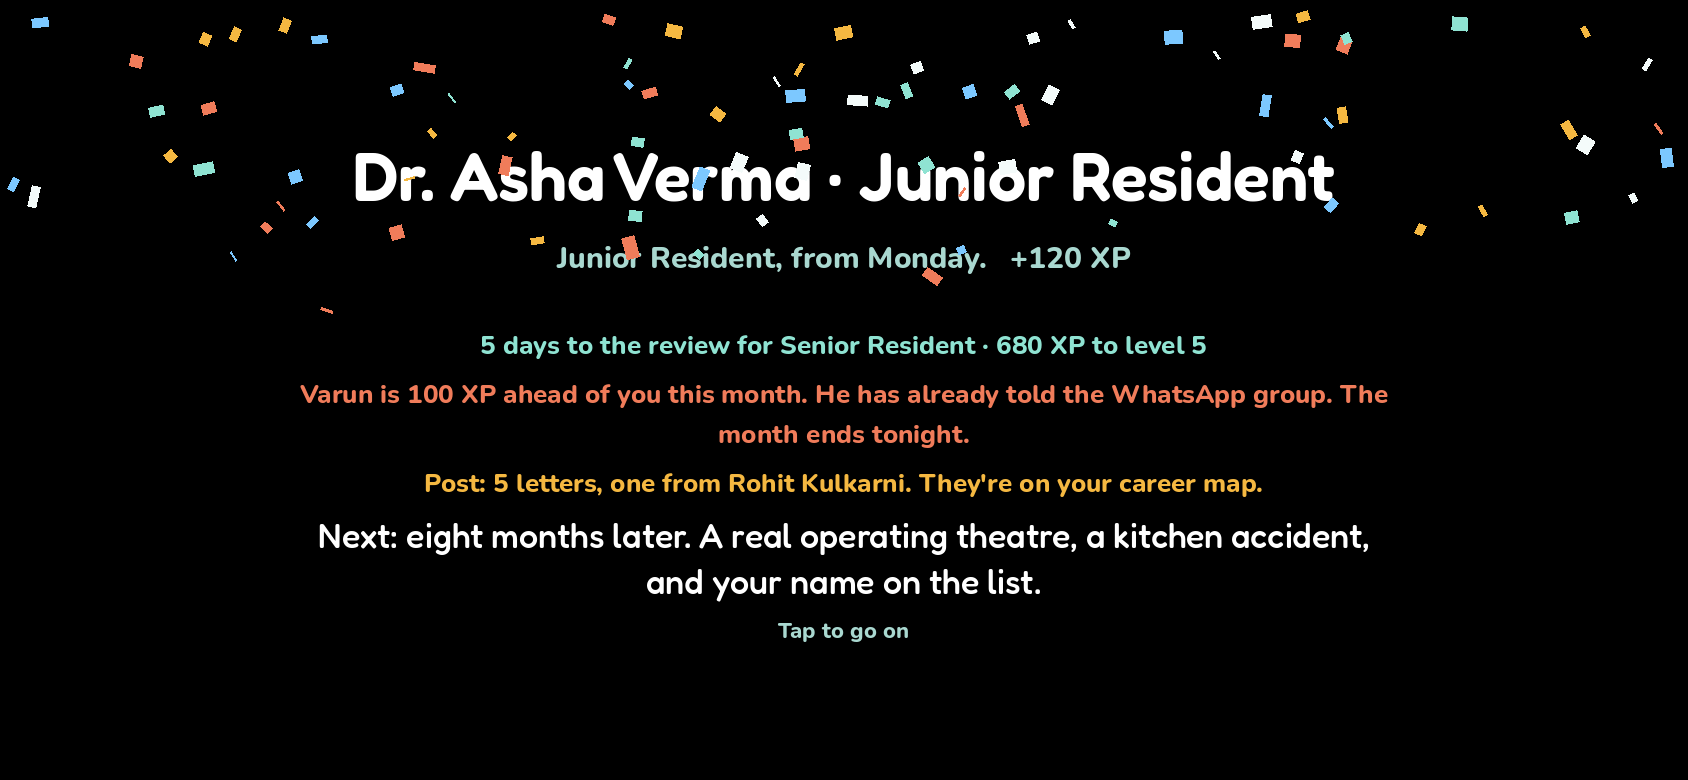 Dr. Asha Verma · Junior Resident
Junior Resident, from Monday. +120 XP
5 days to the review for Senior Resident · 680 XP to level 5
Varun is 100 XP ahead of you this month. He has already told the WhatsApp group. The
month ends tonight.
Post: 5 letters, one from Rohit Kulkarni. They're on your career map.
Next: eight months later. A real operating theatre, a kitchen accident,
and your name on the list.
Tap to go on